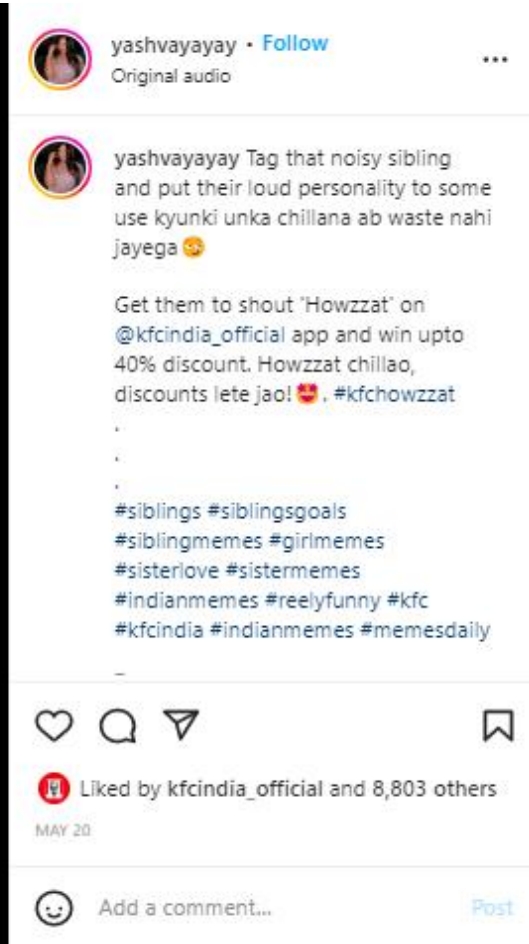 yashvayayay • Follow
Original audio
yashvayayay Tag that noisy sibling
and put their loud personality to some
use kyunki unka chillana ab waste nahi
jayega
Get them to shout 'Howzzat' on
@kfcindia_official app and win upto
40% discount. Howzzat chillao,
discounts lete jao! . #kfchowzzat
.
.
.
#siblings #siblingsgoals
#siblingmemes #girlmemes
#sisterlove #sistermemes
#indianmemes #reelyfunny #kfc
#kfcindia #indianmemes #memesdaily
_
Liked by kfcindia_official and 8,803 others
MAY 20
Add a comment...
Post